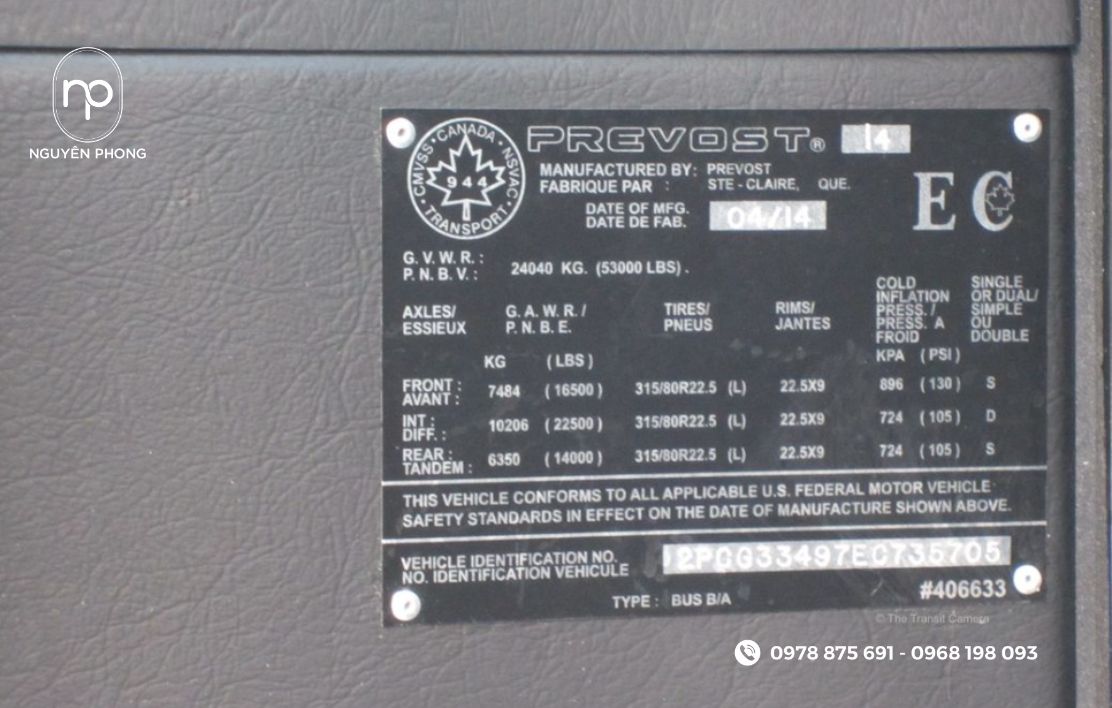 np
NGUYÊN PHONG
CMVSS · CANADA · NSVAC · TRANSPORT ·
944
PREVOST® 14
MANUFACTURED BY: PREVOST
FABRIQUE PAR : STE - CLAIRE, QUE.
DATE OF MFG.
DATE DE FAB. 04/14
E C
G. V. W. R. :
P. N. B. V. : 24040 KG. (53000 LBS) .
AXLES/ G. A. W. R. / TIRES/ RIMS/ COLD INFLATION PRESS. / SINGLE OR DUAL/
ESSIEUX P. N. B. E. PNEUS JANTES PRESS. A FROID SIMPLE OU DOUBLE
KG (LBS) KPA (PSI)
FRONT :
AVANT : 7484 (16500) 315/80R22.5 (L) 22.5X9 896 (130) S
INT :
DIFF. : 10206 (22500) 315/80R22.5 (L) 22.5X9 724 (105) D
REAR :
TANDEM : 6350 (14000) 315/80R22.5 (L) 22.5X9 724 (105) S
THIS VEHICLE CONFORMS TO ALL APPLICABLE U.S. FEDERAL MOTOR VEHICLE
SAFETY STANDARDS IN EFFECT ON THE DATE OF MANUFACTURE SHOWN ABOVE.
VEHICLE IDENTIFICATION NO.
NO. IDENTIFICATION VEHICULE 2PCG33497EC735705
TYPE : BUS B/A #406633
© The Transit Camera
0978 875 691 - 0968 198 093